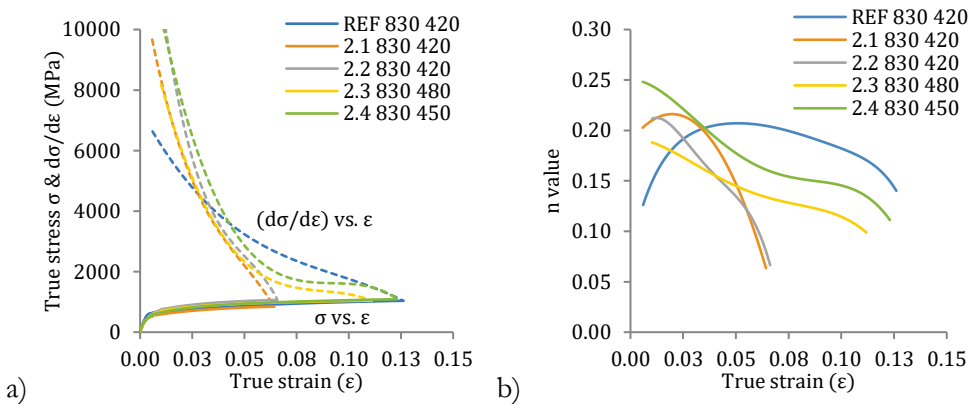 REF 830 420
2.1 830 420
2.2 830 420
2.3 830 480
2.4 830 450
True stress σ & dσ/dε (MPa)
10000
8000
6000
4000
2000
0
(dσ/dε) vs. ε
σ vs. ε
0.00 0.03 0.05 0.08 0.10 0.13 0.15
True strain (ε)
a)
REF 830 420
2.1 830 420
2.2 830 420
2.3 830 480
2.4 830 450
n value
0.30
0.25
0.20
0.15
0.10
0.05
0.00
0.00 0.03 0.05 0.08 0.10 0.13 0.15
True strain (ε)
b)